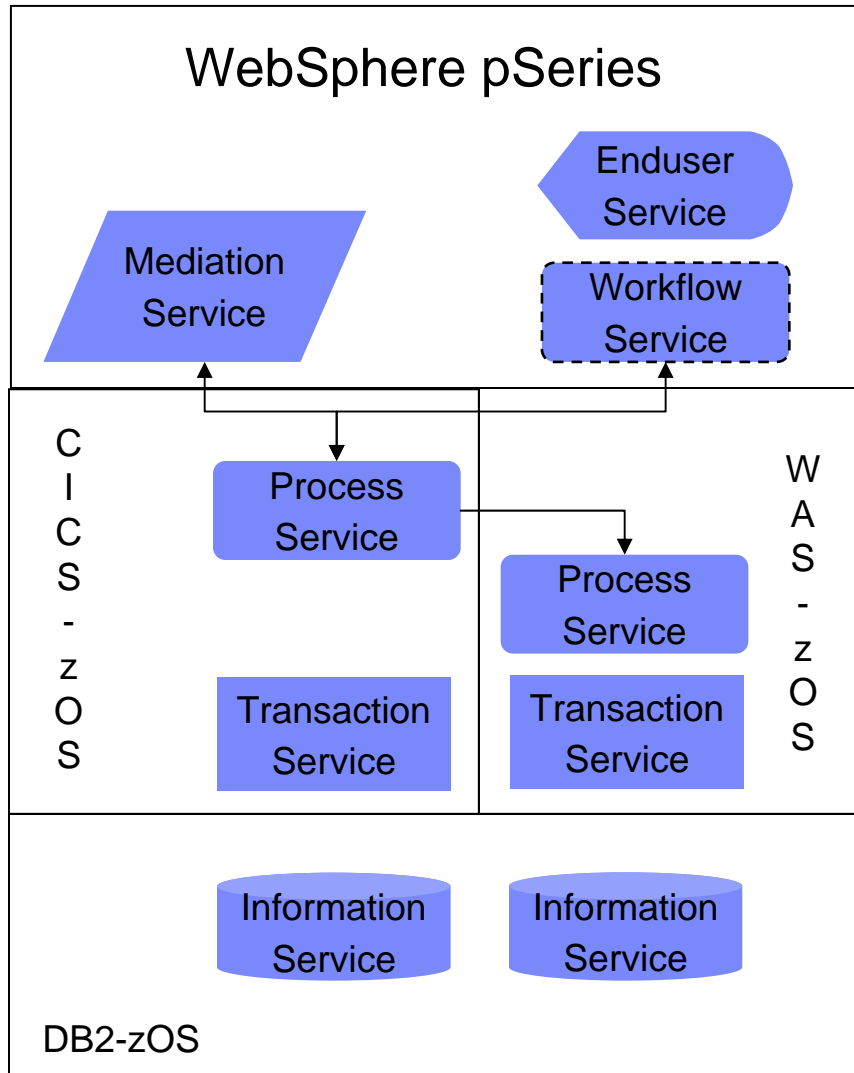 WebSphere pSeries
Enduser
Service
Mediation
Service
Workflow
Service
C
I
C
S
-
z
O
S
Process
Service
W
A
S
-
z
O
S
Process
Service
Transaction
Service
Transaction
Service
Information
Service
Information
Service
DB2-zOS